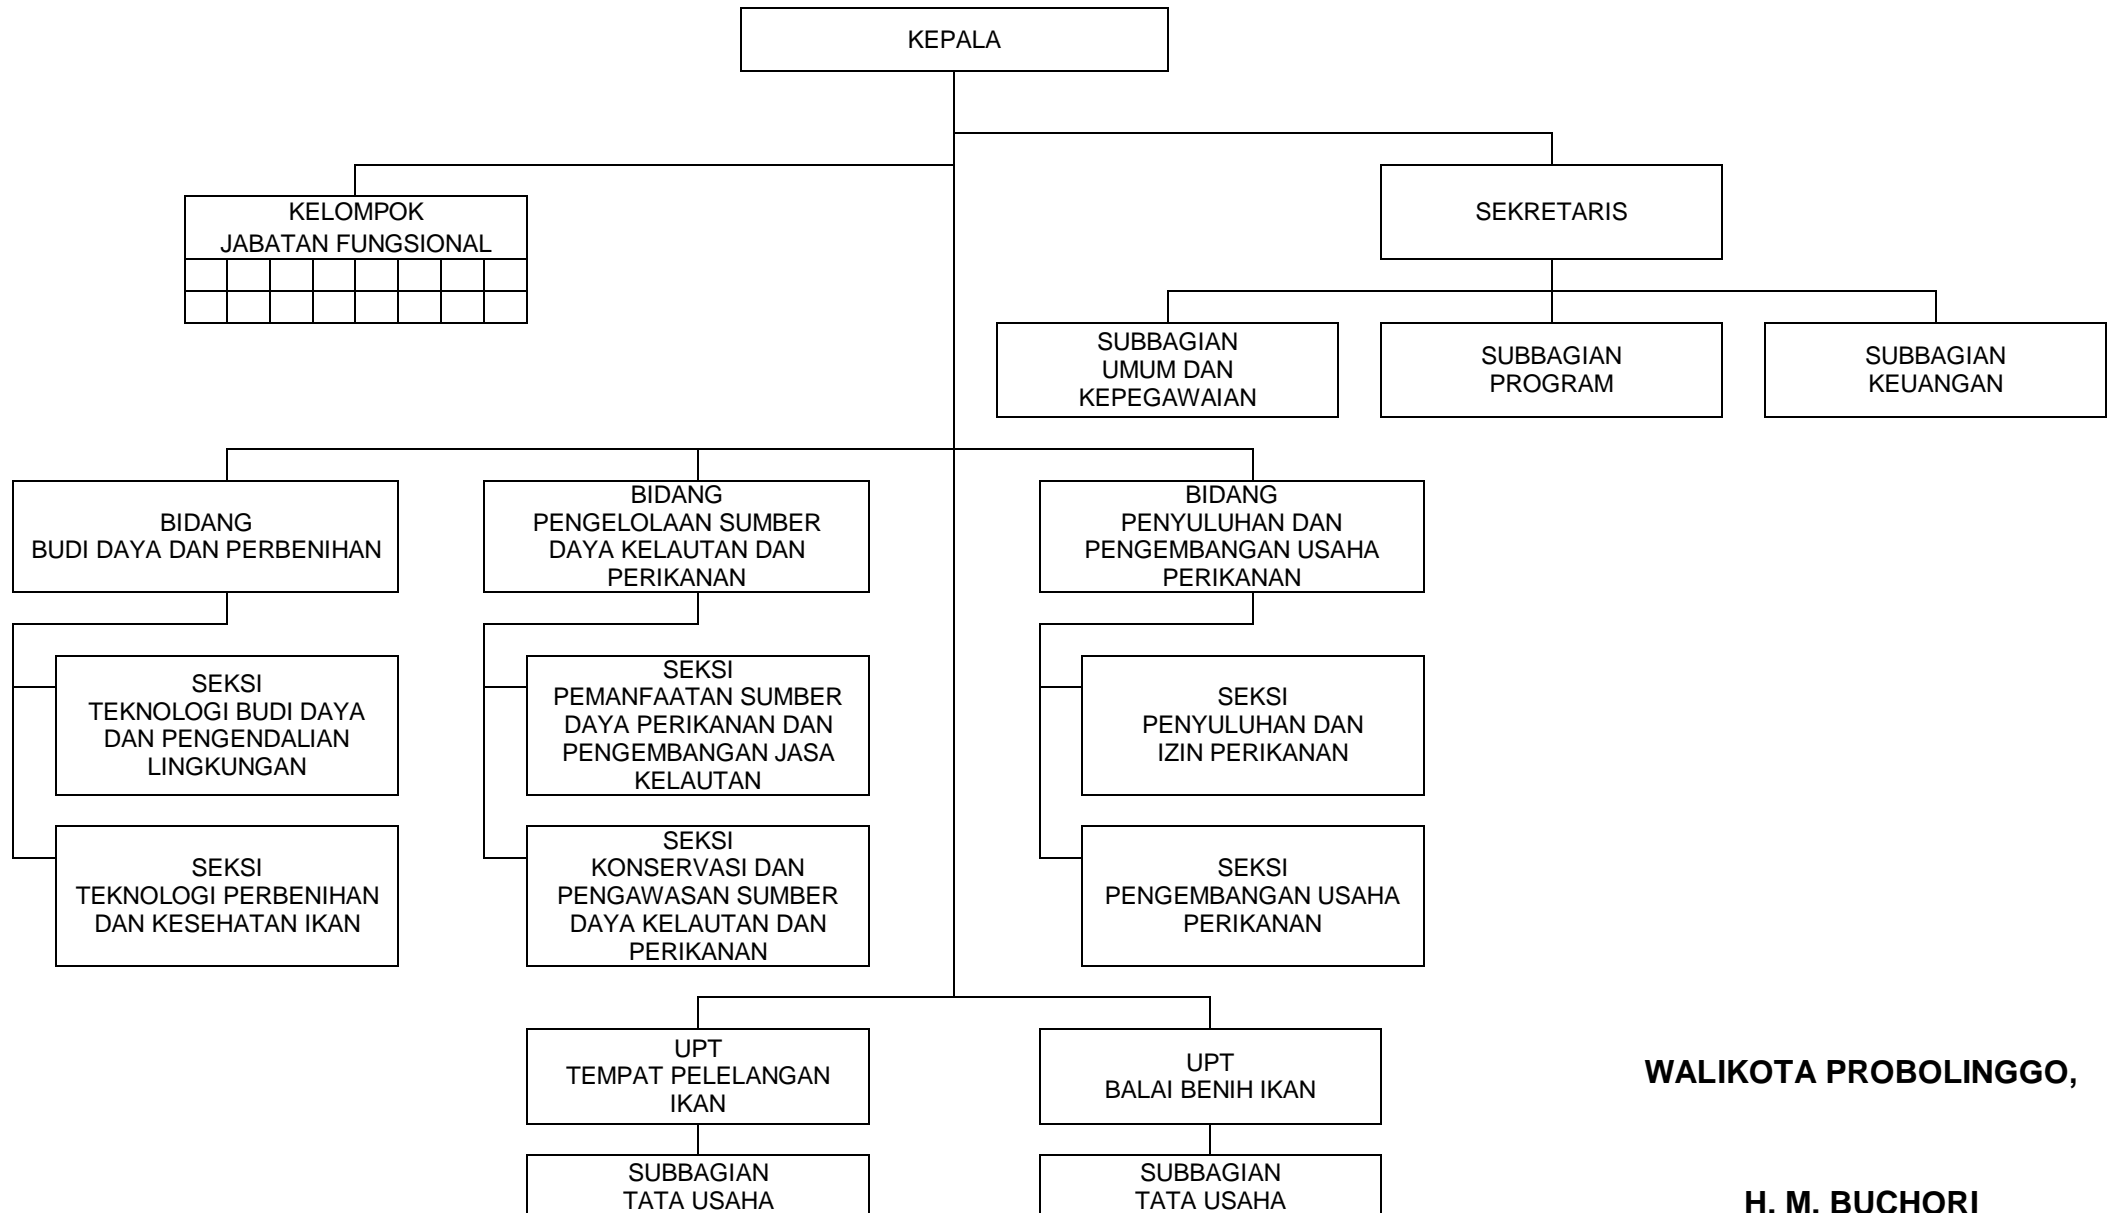 KEPALA
KELOMPOK
JABATAN FUNGSIONAL
SEKRETARIS
SUBBAGIAN
UMUM DAN
KEPEGAWAIAN
SUBBAGIAN
PROGRAM
SUBBAGIAN
KEUANGAN
BIDANG
BUDI DAYA DAN PERBENIHAN
BIDANG
PENGELOLAAN SUMBER
DAYA KELAUTAN DAN
PERIKANAN
BIDANG
PENYULUHAN DAN
PENGEMBANGAN USAHA
PERIKANAN
SEKSI
TEKNOLOGI BUDI DAYA
DAN PENGENDALIAN
LINGKUNGAN
SEKSI
PEMANFAATAN SUMBER
DAYA PERIKANAN DAN
PENGEMBANGAN JASA
KELAUTAN
SEKSI
PENYULUHAN DAN
IZIN PERIKANAN
SEKSI
TEKNOLOGI PERBENIHAN
DAN KESEHATAN IKAN
SEKSI
KONSERVASI DAN
PENGAWASAN SUMBER
DAYA KELAUTAN DAN
PERIKANAN
SEKSI
PENGEMBANGAN USAHA
PERIKANAN
UPT
TEMPAT PELELANGAN
IKAN
UPT
BALAI BENIH IKAN
SUBBAGIAN
TATA USAHA
SUBBAGIAN
TATA USAHA
WALIKOTA PROBOLINGGO,
H. M. BUCHORI